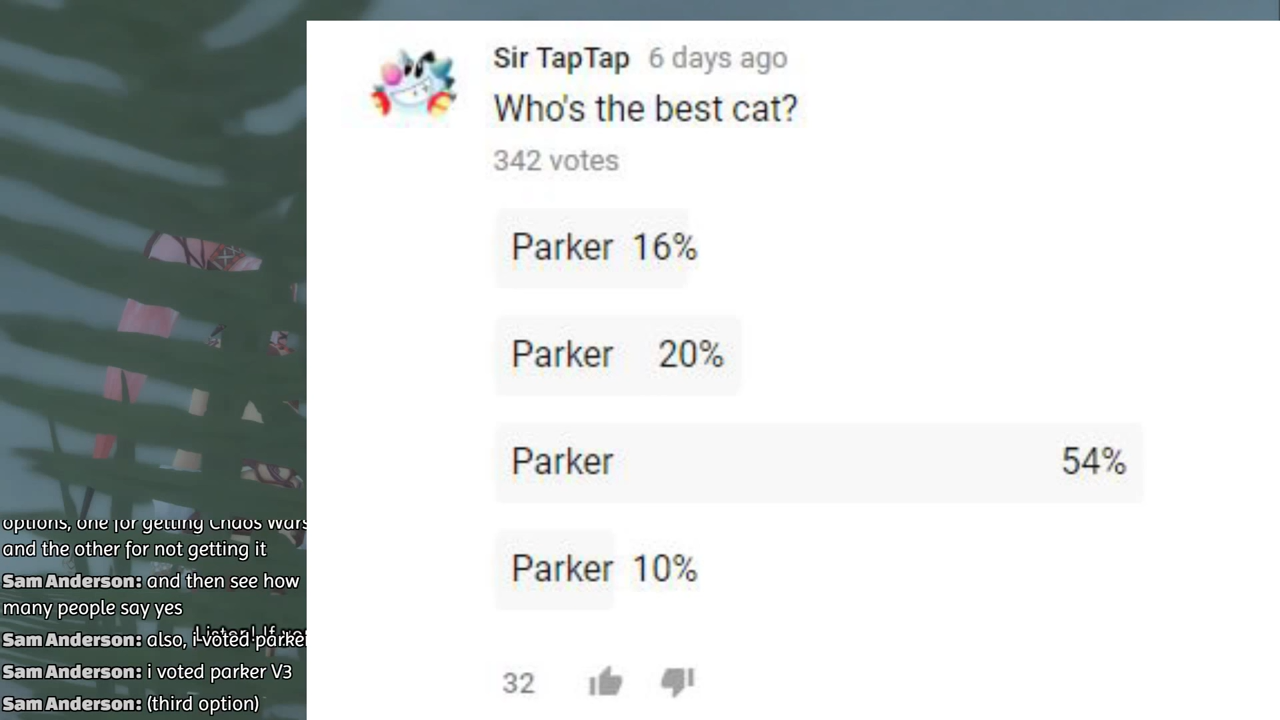 Sir TapTap 6 days ago
Who's the best cat?
342 votes
Parker 16%
Parker 20%
Parker 54%
Parker 10%
32
options, one for getting Chaos Wars
and the other for not getting it
Sam Anderson: and then see how
many people say yes
Sam Anderson: also, i voted parker
Sam Anderson: i voted parker V3
Sam Anderson: (third option)